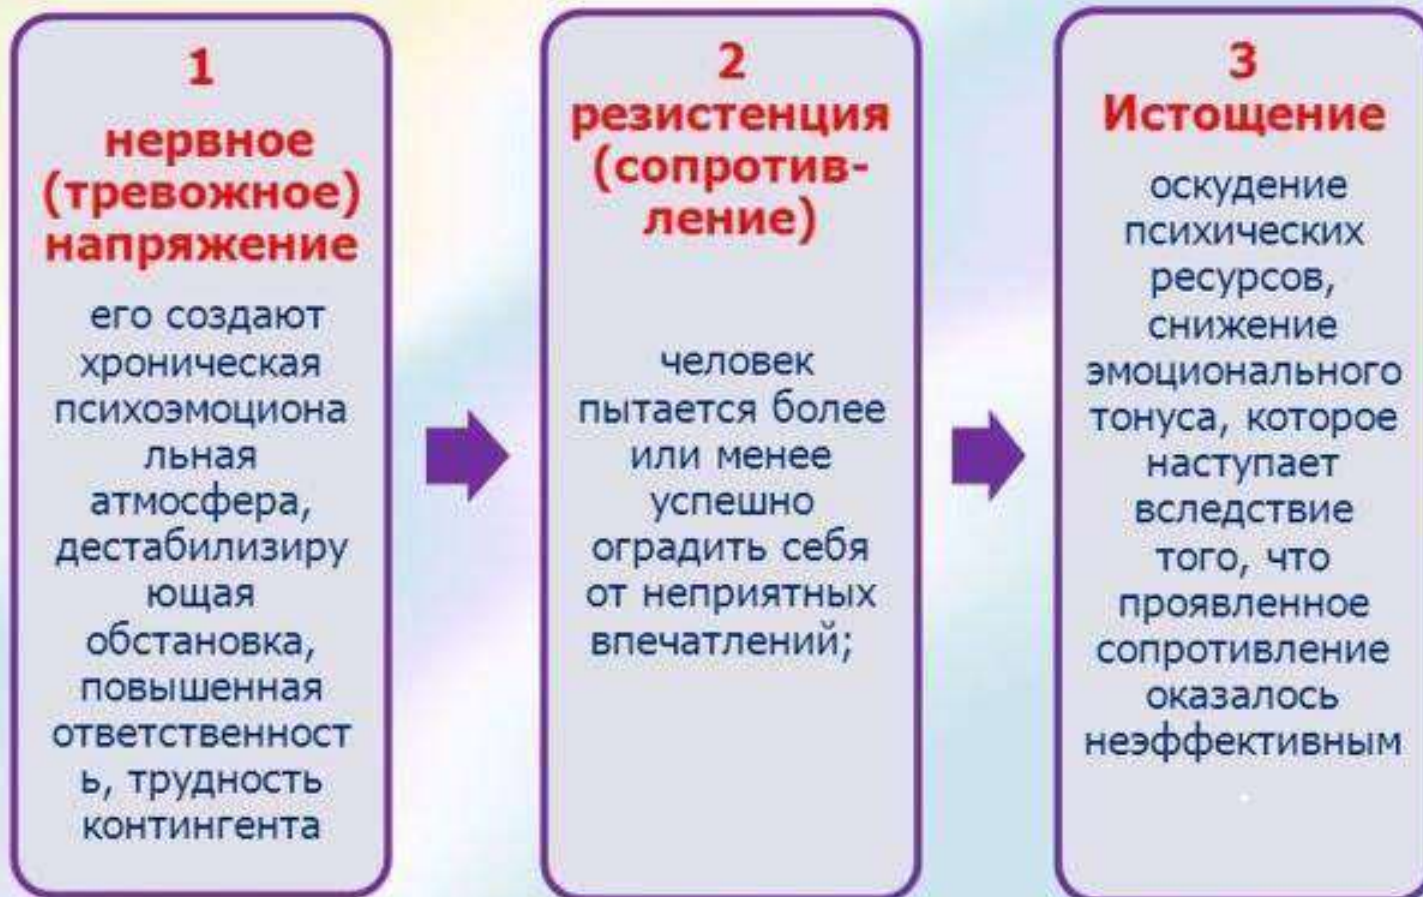 1
нервное
(тревожное)
напряжение
его создают
хроническая
психоэмоциона
льная
атмосфера,
дестабилизиру
ющая
обстановка,
повышенная
ответственност
ь, трудность
контингента
2
резистенция
(сопротив-
ление)
человек
пытается более
или менее
успешно
оградить себя
от неприятных
впечатлений;
3
Истощение
оскудение
психических
ресурсов,
снижение
эмоционального
тонуса, которое
наступает
вследствие
того, что
проявленное
сопротивление
оказалось
неэффективным
.